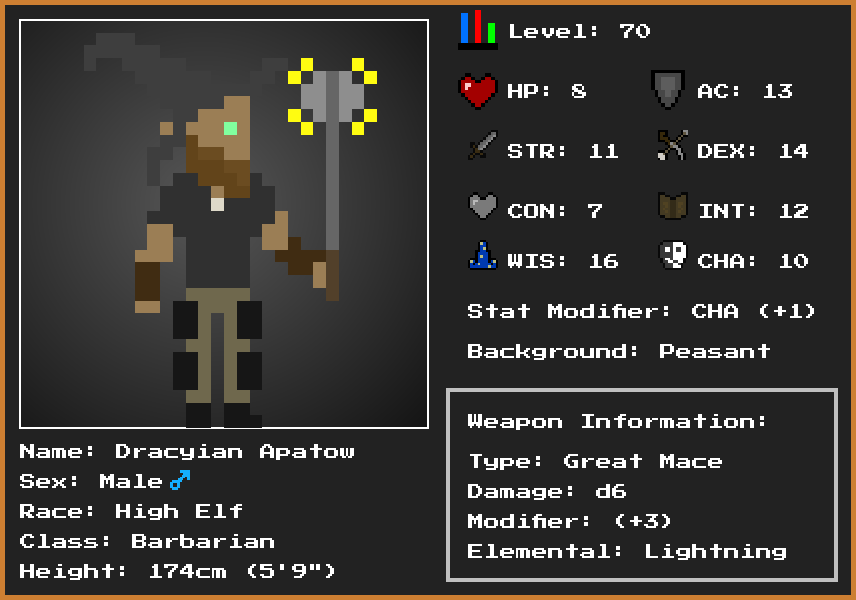 Level: 70
HP: 8
AC: 13
STR: 11
DEX: 14
CON: 7
INT: 12
WIS: 16
CHA: 10
Stat Modifier: CHA (+1)
Background: Peasant
Weapon Information:
Type: Great Mace
Damage: d6
Modifier: (+3)
Elemental: Lightning
Name: Dracyian Apatow
Sex: Male♂
Race: High Elf
Class: Barbarian
Height: 174cm (5'9")